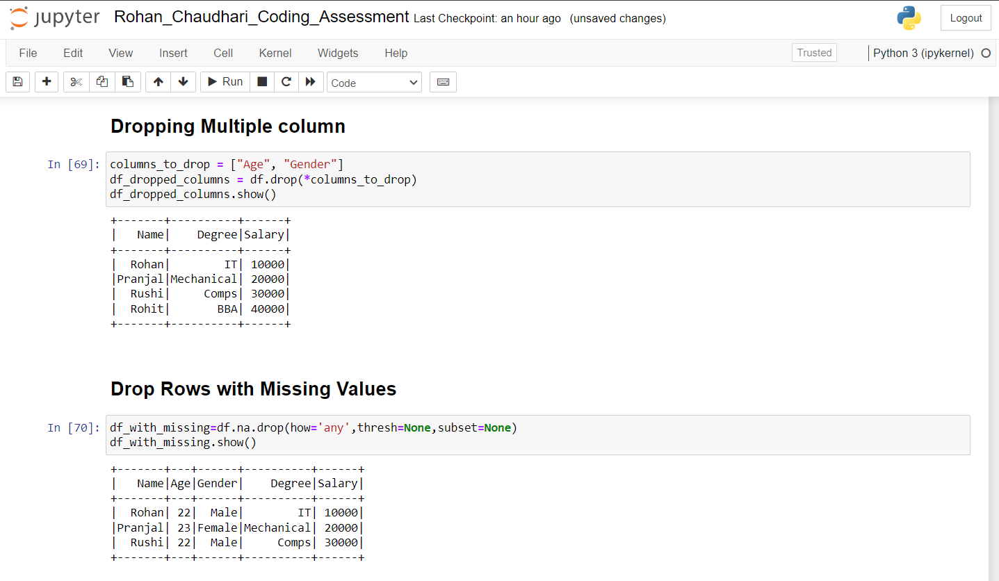 jupyter Rohan_Chaudhari_Coding_Assessment Last Checkpoint: an hour ago (unsaved changes) Logout
File Edit View Insert Cell Kernel Widgets Help Trusted Python 3 (ipykernel)
Run Code
Dropping Multiple column
In [69]: columns_to_drop = ["Age", "Gender"]
df_dropped_columns = df.drop(*columns_to_drop)
df_dropped_columns.show()
+-------+----------+------+
|   Name|    Degree|Salary|
+-------+----------+------+
|  Rohan|        IT| 10000|
|Pranjal|Mechanical| 20000|
|  Rushi|     Comps| 30000|
|  Rohit|       BBA| 40000|
+-------+----------+------+
Drop Rows with Missing Values
In [70]: df_with_missing=df.na.drop(how='any',thresh=None,subset=None)
df_with_missing.show()
+-------+---+------+----------+------+
|   Name|Age|Gender|    Degree|Salary|
+-------+---+------+----------+------+
|  Rohan| 22|  Male|        IT| 10000|
|Pranjal| 23|Female|Mechanical| 20000|
|  Rushi| 22|  Male|     Comps| 30000|
+-------+---+------+----------+------+